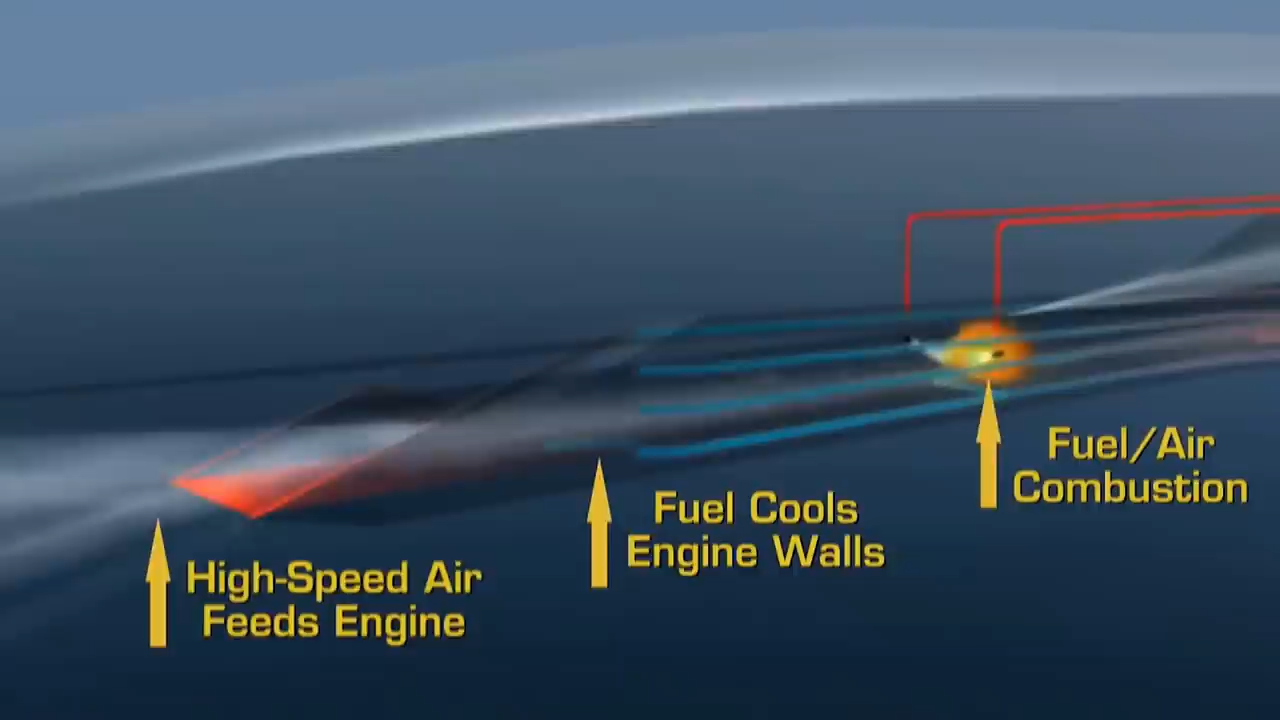 High-Speed Air
Feeds Engine
Fuel Cools
Engine Walls
Fuel/Air
Combustion